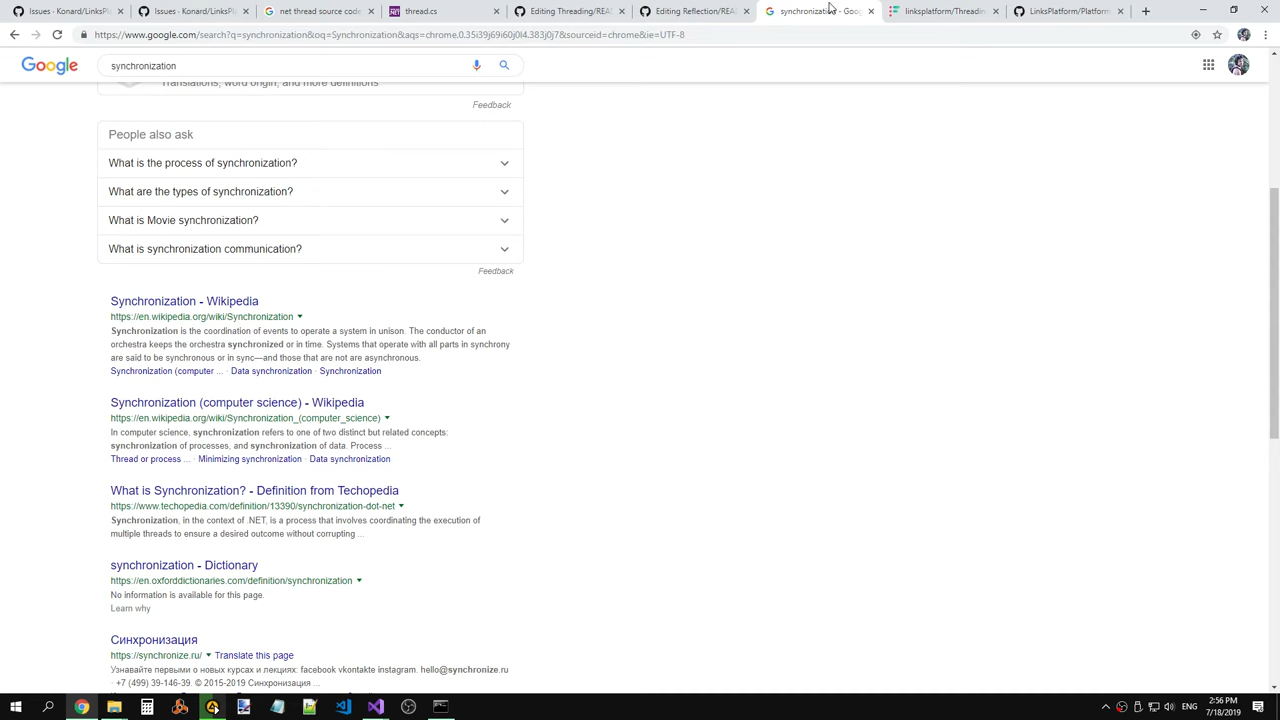 Issues · Konard/LinksPl
Issues · Konard/LinksPl
net thread source code
thread.cs
Editing Threading/REA
Editing Reflection/REA
synchronization - Goo
linksplatform/Threadin
LinksPlatform/Platform
https://www.google.com/search?q=synchronization&oq=Synchronization&aqs=chrome.0.35i39j69i60j0l4.383j0j7&sourceid=chrome&ie=UTF-8
Google
synchronization
Translations, word origin, and more definitions
Feedback
People also ask
What is the process of synchronization?
What are the types of synchronization?
What is Movie synchronization?
What is synchronization communication?
Feedback
Synchronization - Wikipedia
https://en.wikipedia.org/wiki/Synchronization
Synchronization is the coordination of events to operate a system in unison. The conductor of an
orchestra keeps the orchestra synchronized or in time. Systems that operate with all parts in synchrony
are said to be synchronous or in sync—and those that are not are asynchronous.
Synchronization (computer ... · Data synchronization · Synchronization
Synchronization (computer science) - Wikipedia
https://en.wikipedia.org/wiki/Synchronization_(computer_science)
In computer science, synchronization refers to one of two distinct but related concepts:
synchronization of processes, and synchronization of data. Process ...
Thread or process ... · Minimizing synchronization · Data synchronization
What is Synchronization? - Definition from Techopedia
https://www.techopedia.com/definition/13390/synchronization-dot-net
Synchronization, in the context of .NET, is a process that involves coordinating the execution of
multiple threads to ensure a desired outcome without corrupting ...
synchronization - Dictionary
https://en.oxforddictionaries.com/definition/synchronization
No information is available for this page.
Learn why
Синхронизация
https://synchronize.ru/ Translate this page
Узнавайте первыми о новых курсах и лекциях: facebook vkontakte instagram. hello@synchronize.ru
· +7 (499) 39-146-39. © 2015-2019 Синхронизация ...
ENG
2:56 PM
7/18/2019